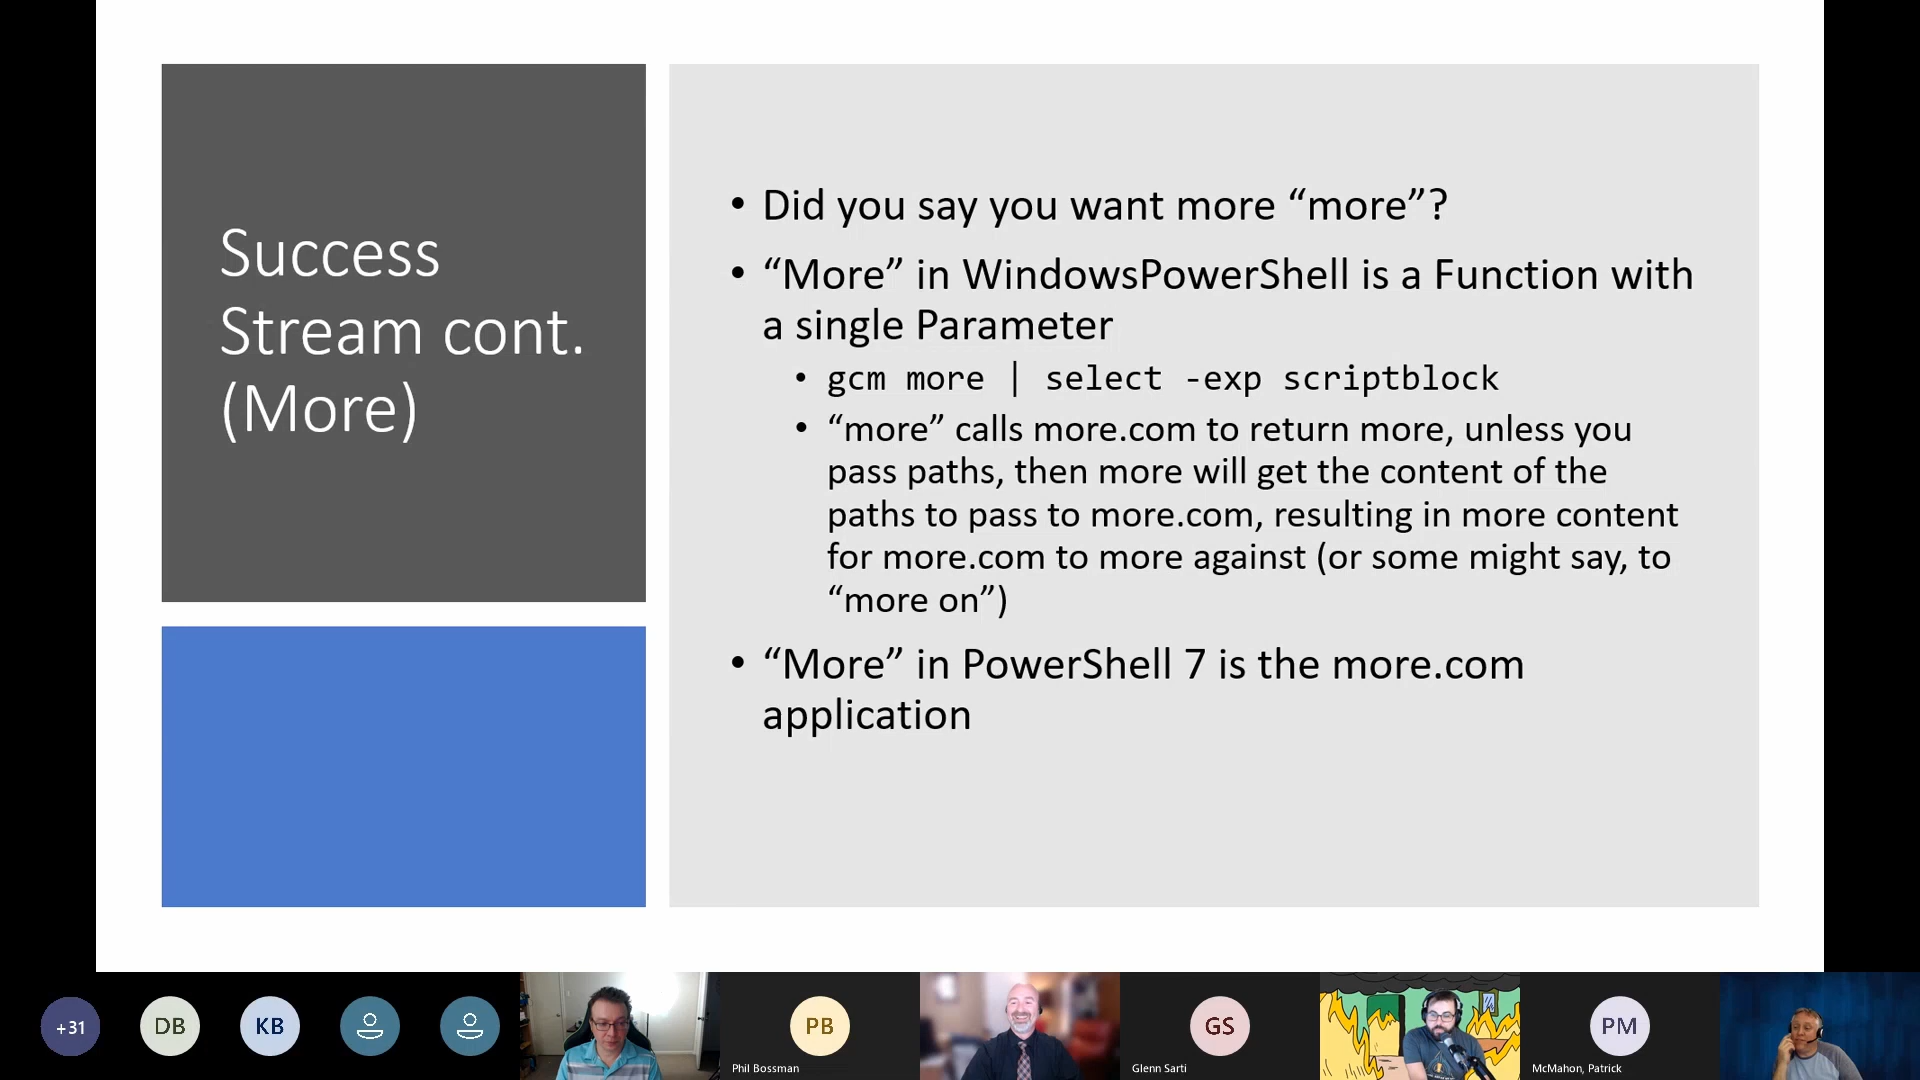 Success
Stream cont.
(More)
• Did you say you want more “more”?
• “More” in WindowsPowerShell is a Function with
a single Parameter
• gcm more | select -exp scriptblock
• “more” calls more.com to return more, unless you
pass paths, then more will get the content of the
paths to pass to more.com, resulting in more content
for more.com to more against (or some might say, to
“more on”)
• “More” in PowerShell 7 is the more.com
application
+31
DB
KB
PB
Phil Bossman
GS
Glenn Sarti
PM
McMahon, Patrick